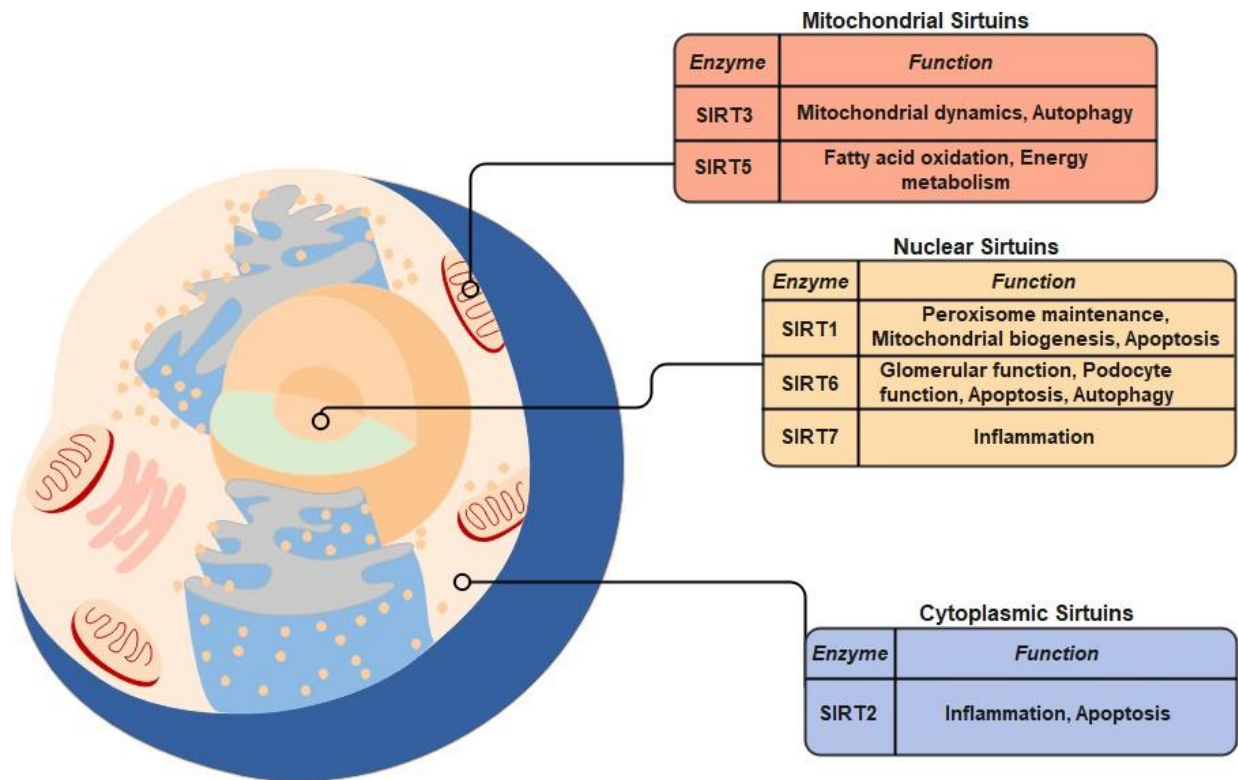 Mitochondrial Sirtuins
Enzyme Function
SIRT3 Mitochondrial dynamics, Autophagy
SIRT5 Fatty acid oxidation, Energy
metabolism
Nuclear Sirtuins
Enzyme Function
SIRT1 Peroxisome maintenance,
Mitochondrial biogenesis, Apoptosis
SIRT6 Glomerular function, Podocyte
function, Apoptosis, Autophagy
SIRT7 Inflammation
Cytoplasmic Sirtuins
Enzyme Function
SIRT2 Inflammation, Apoptosis